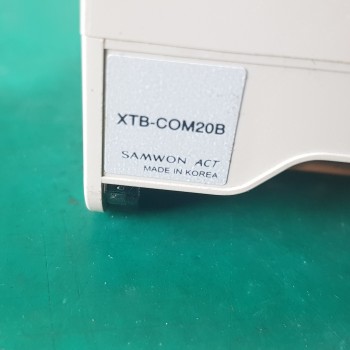 XTB-COM20B
SAMWON ACT
MADE IN KOREA